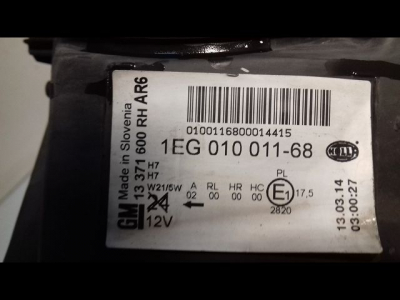 GM Made in Slovenia
13 371 600 RH AR6
0100116800014415
1EG 010 011-68
HELLA
H7
H7
W21/5W
12V
A RL HR HC
02 00 00 00
PL
E1
17,5
2820
13.03.14
03:00:27